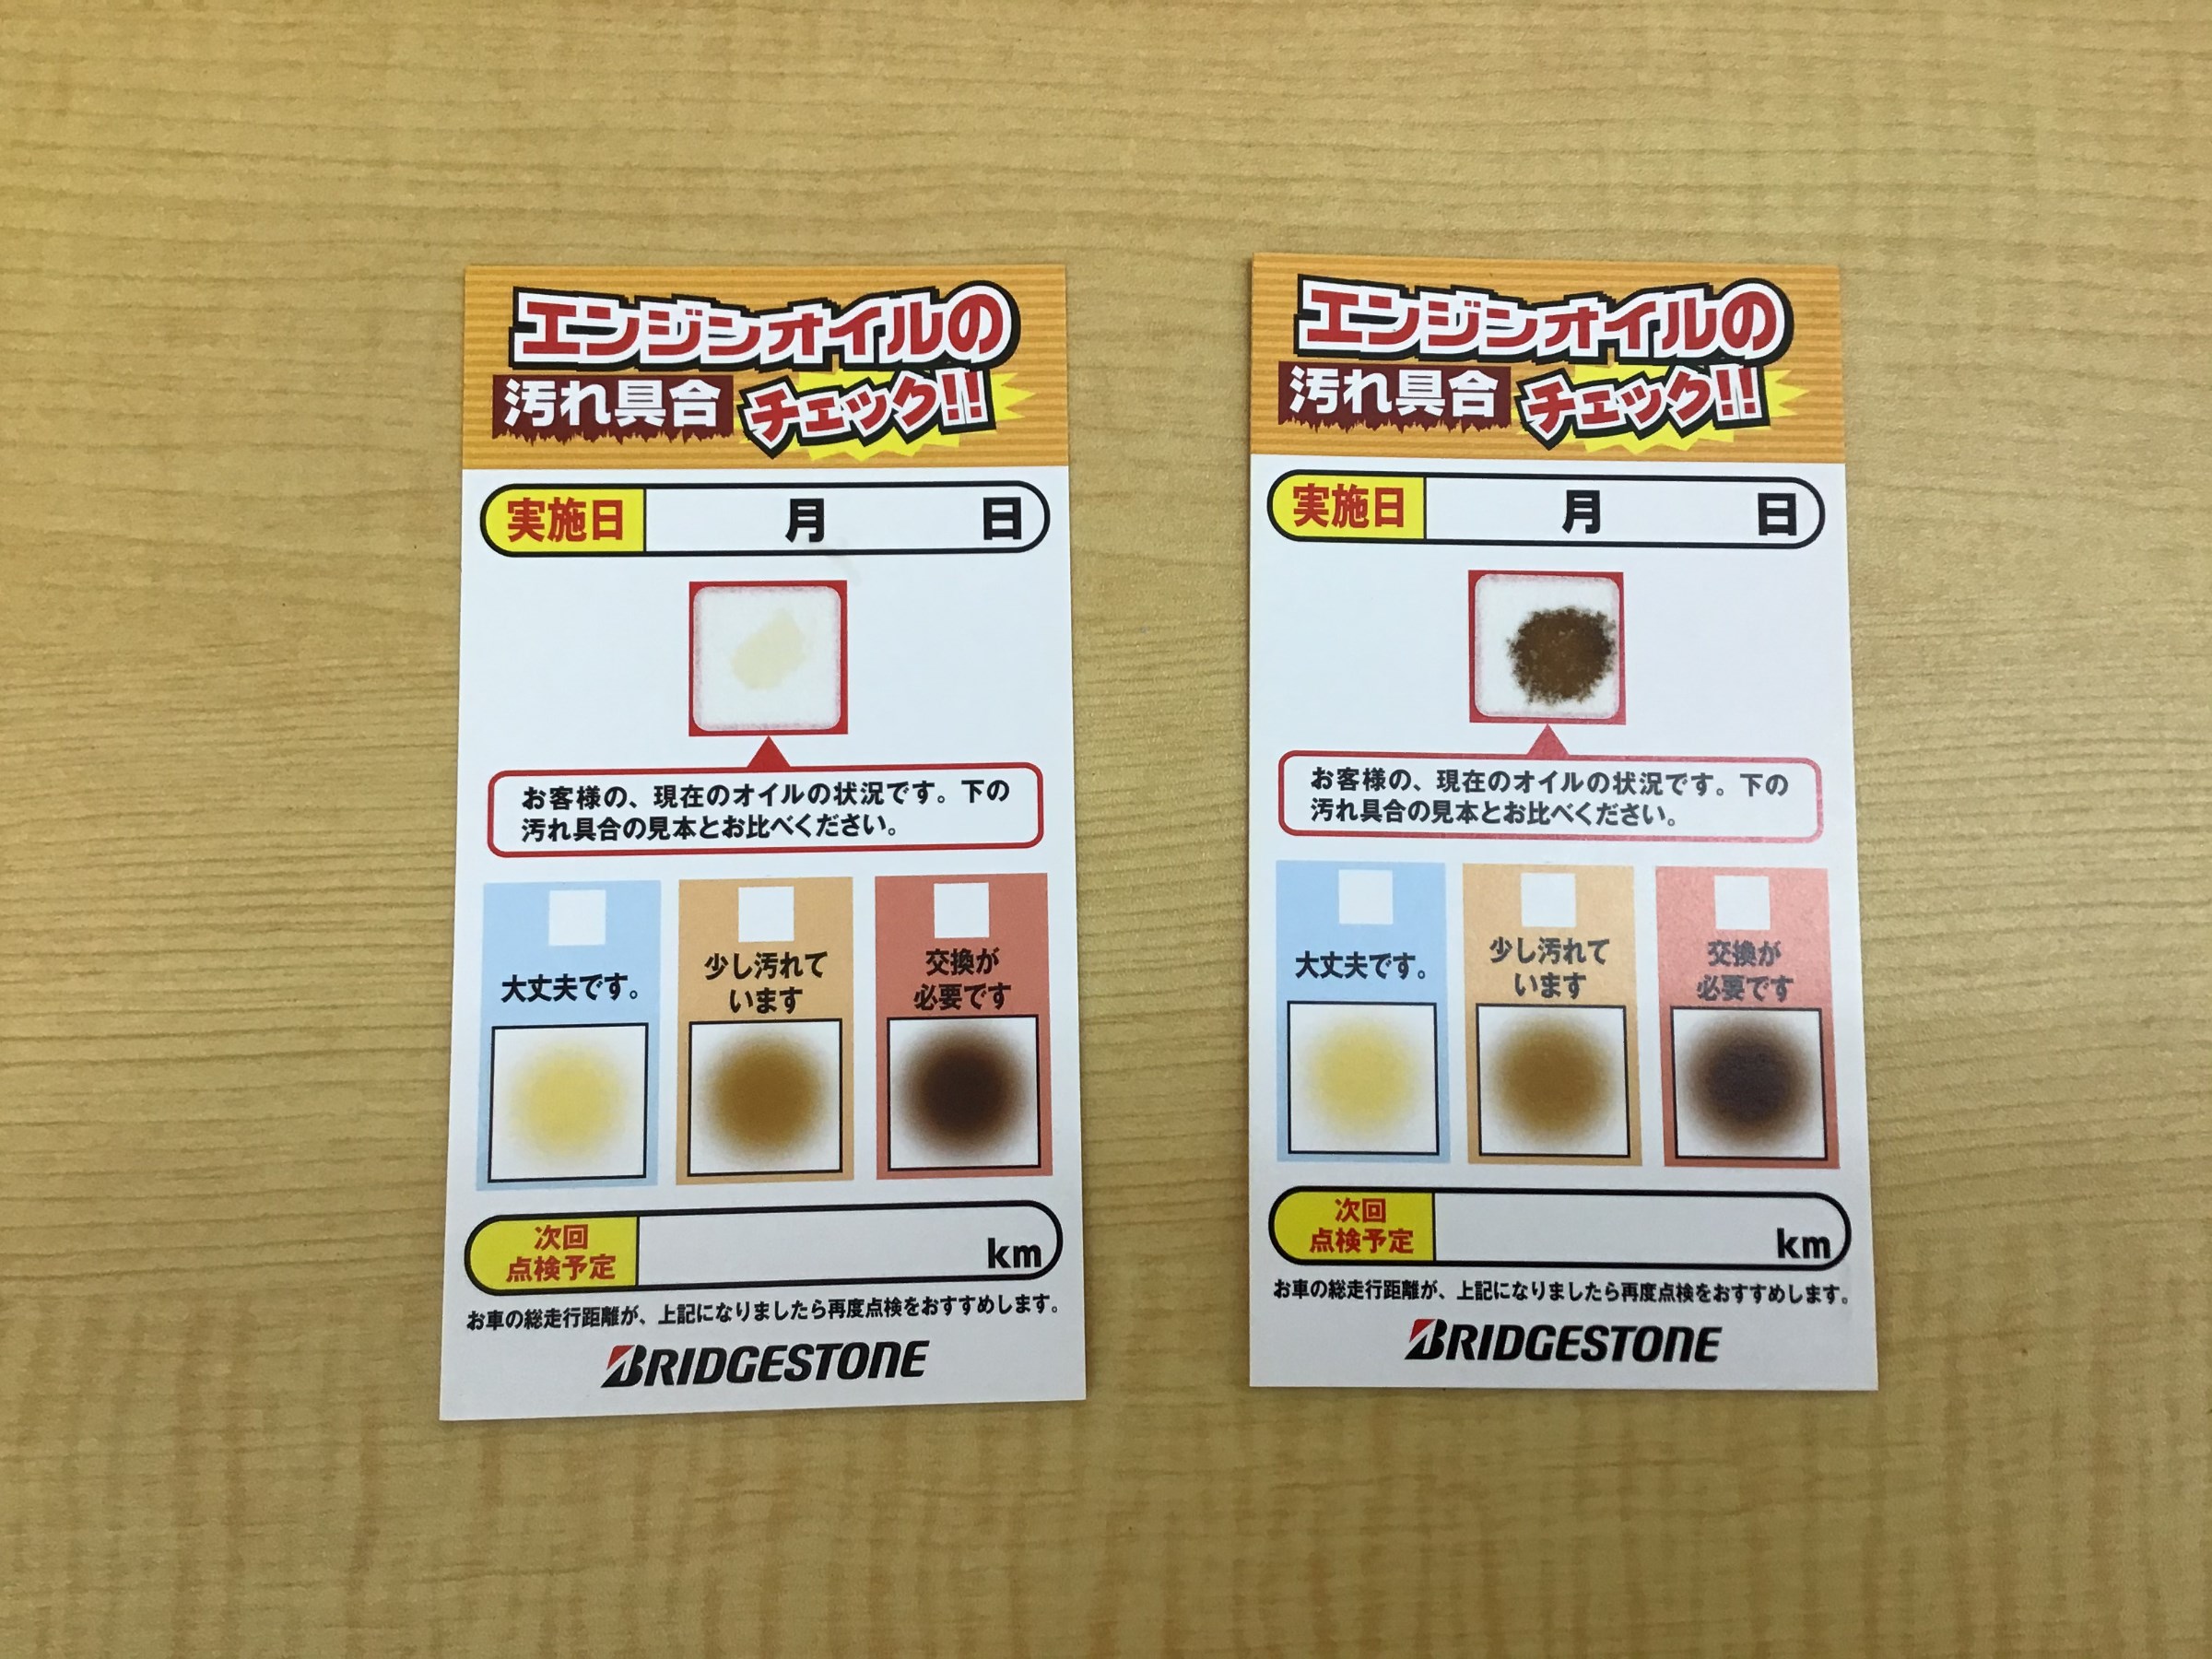 エンジンオイルの
汚れ具合 チェック!!
実施日 月 日
お客様の、現在のオイルの状況です。下の
汚れ具合の見本とお比べください。
大丈夫です。
少し汚れて
います
交換が
必要です
次回
点検予定
km
お車の総走行距離が、上記になりましたら再度点検をおすすめします。
BRIDGESTONE
エンジンオイルの
汚れ具合 チェック!!
実施日 月 日
お客様の、現在のオイルの状況です。下の
汚れ具合の見本とお比べください。
大丈夫です。
少し汚れて
います
交換が
必要です
次回
点検予定
km
お車の総走行距離が、上記になりましたら再度点検をおすすめします。
BRIDGESTONE